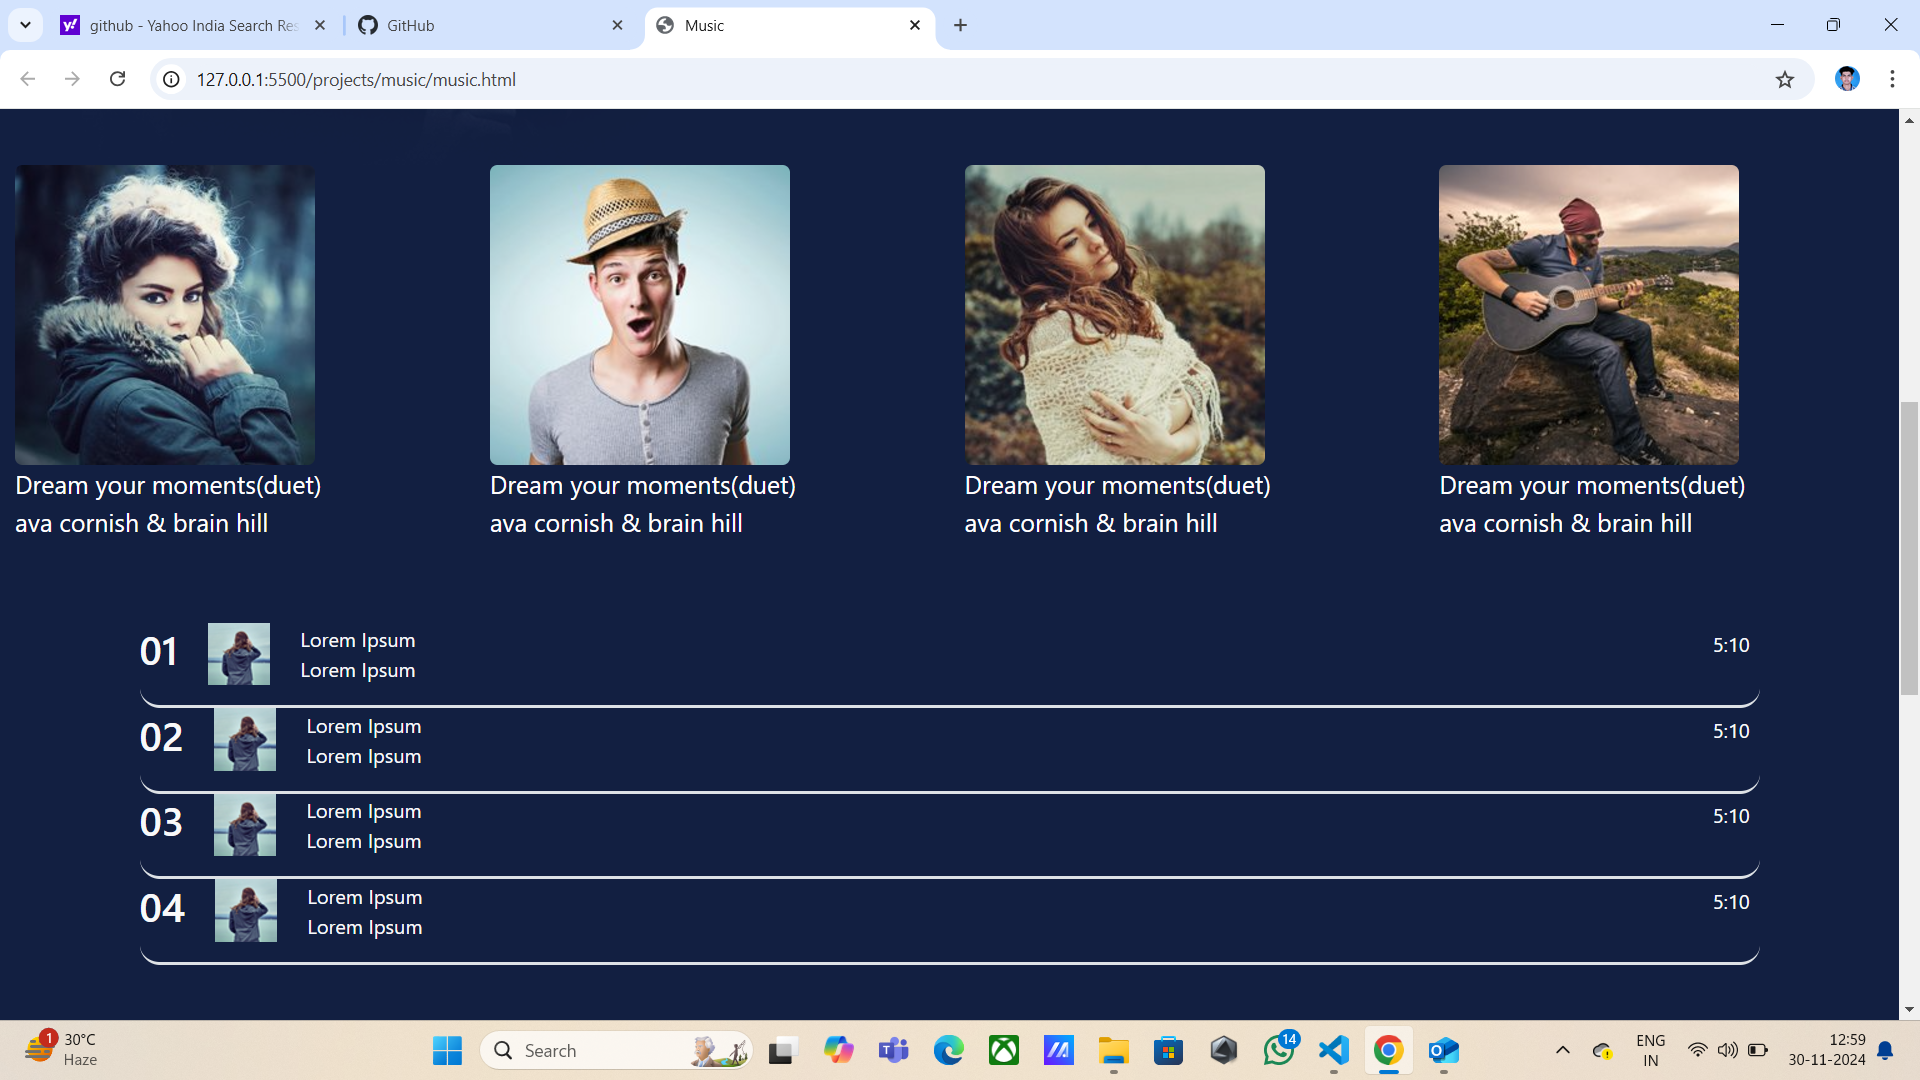 github - Yahoo India Search Res
GitHub
Music
127.0.0.1:5500/projects/music/music.html
Dream your moments(duet)
ava cornish & brain hill
Dream your moments(duet)
ava cornish & brain hill
Dream your moments(duet)
ava cornish & brain hill
Dream your moments(duet)
ava cornish & brain hill
01
Lorem Ipsum
Lorem Ipsum
5:10
02
Lorem Ipsum
Lorem Ipsum
5:10
03
Lorem Ipsum
Lorem Ipsum
5:10
04
Lorem Ipsum
Lorem Ipsum
5:10
1
30°C
Haze
Search
14
ENG
IN
12:59
30-11-2024